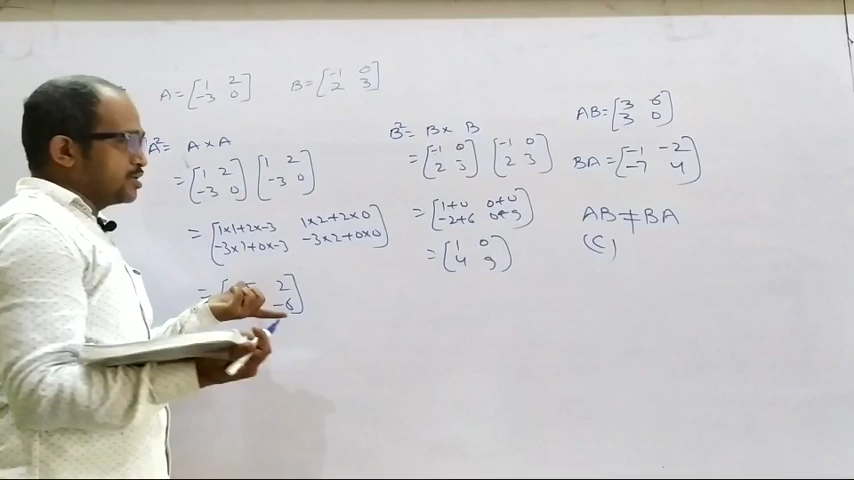 A = [1 2; -3 0]   B = [-1 0; 2 3]
A² = A × A
= [1 2; -3 0] [1 2; -3 0]
= [1×1+2×-3 1×2+2×0; -3×1+0×-3 -3×2+0×0]
= [ 2; -6]
B² = B × B
= [-1 0; 2 3] [-1 0; 2 3]
= [1+0 0+0; -2+6 0+9]
= [1 0; 4 9]
AB = [3 6; 3 0]
BA = [-1 -2; -7 4]
AB ≠ BA
(C)